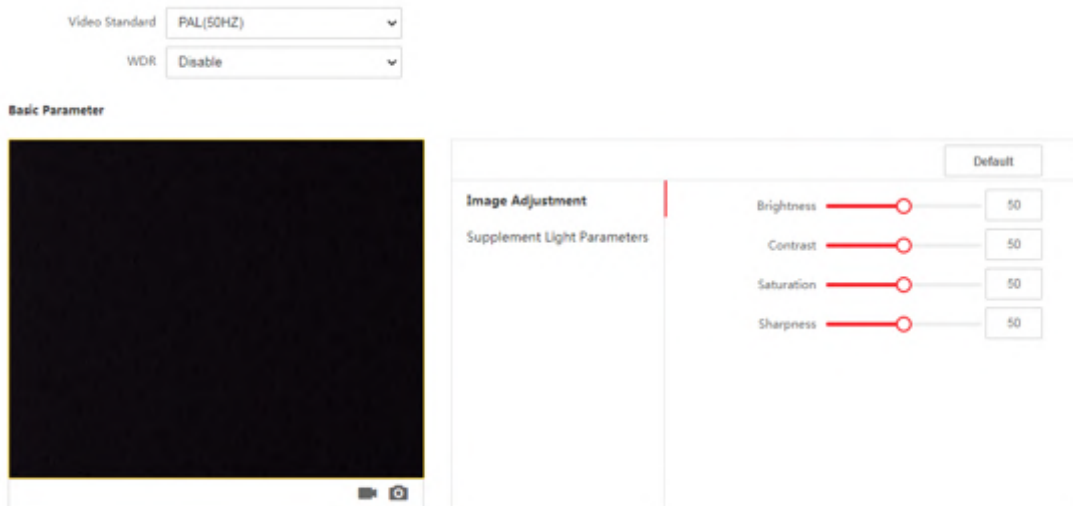 Video Standard PAL(50HZ)
WDR Disable
Basic Parameter
Default
Image Adjustment
Supplement Light Parameters
Brightness 50
Contrast 50
Saturation 50
Sharpness 50